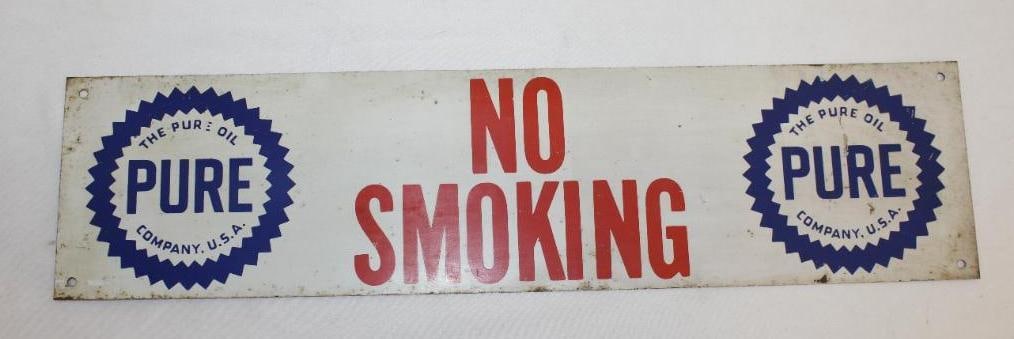 THE PURE OIL
PURE
COMPANY, U.S.A.
NO
SMOKING
THE PURE OIL
PURE
COMPANY, U.S.A.